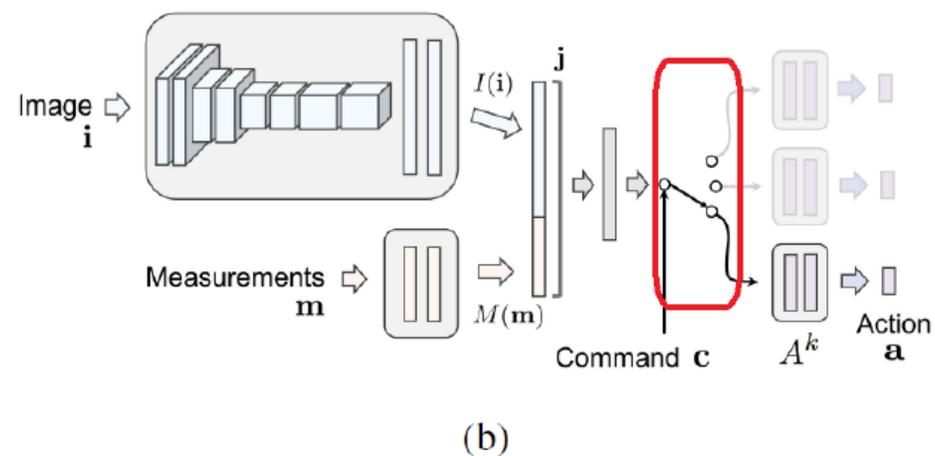 Image
i
I(i)
j
Measurements
m
M(m)
Command c
A^k
Action
a
(b)